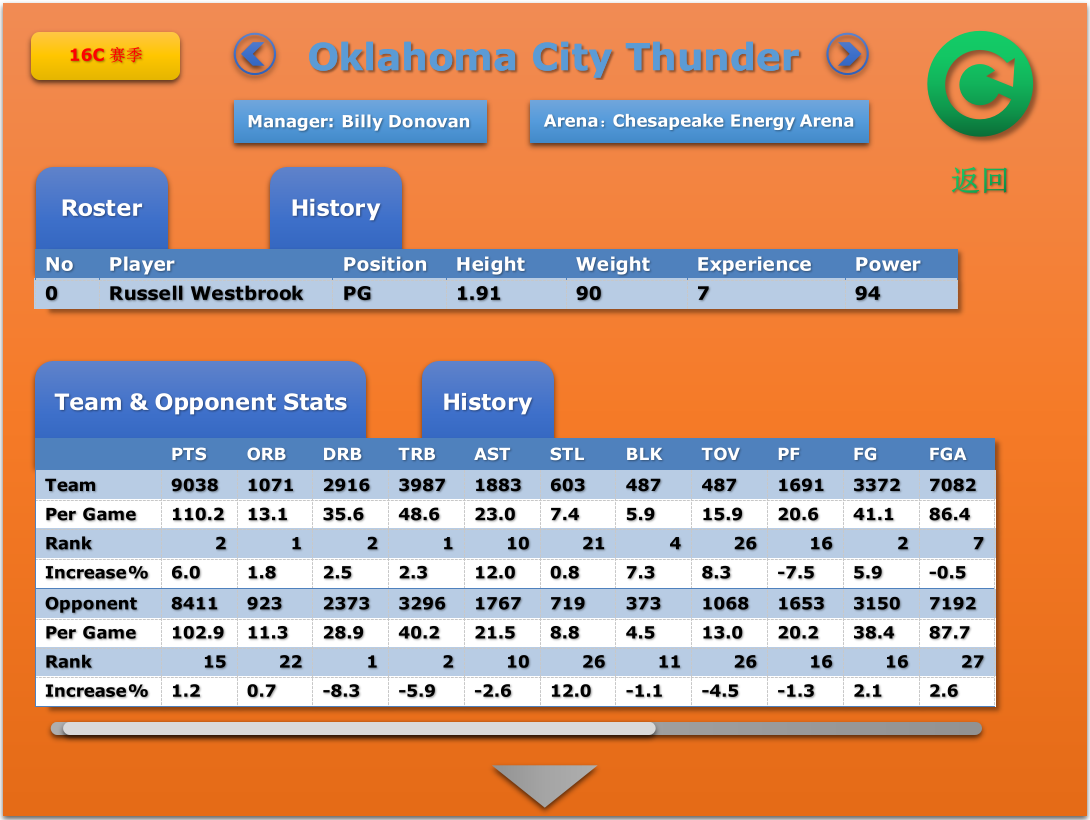 16C 赛季
Oklahoma City Thunder
Manager: Billy Donovan
Arena：Chesapeake Energy Arena
返回
Roster
History
No Player Position Height Weight Experience Power
0 Russell Westbrook PG 1.91 90 7 94
Team & Opponent Stats
History
PTS ORB DRB TRB AST STL BLK TOV PF FG FGA
Team 9038 1071 2916 3987 1883 603 487 487 1691 3372 7082
Per Game 110.2 13.1 35.6 48.6 23.0 7.4 5.9 15.9 20.6 41.1 86.4
Rank 2 1 2 1 10 21 4 26 16 2 7
Increase% 6.0 1.8 2.5 2.3 12.0 0.8 7.3 8.3 -7.5 5.9 -0.5
Opponent 8411 923 2373 3296 1767 719 373 1068 1653 3150 7192
Per Game 102.9 11.3 28.9 40.2 21.5 8.8 4.5 13.0 20.2 38.4 87.7
Rank 15 22 1 2 10 26 11 26 16 16 27
Increase% 1.2 0.7 -8.3 -5.9 -2.6 12.0 -1.1 -4.5 -1.3 2.1 2.6